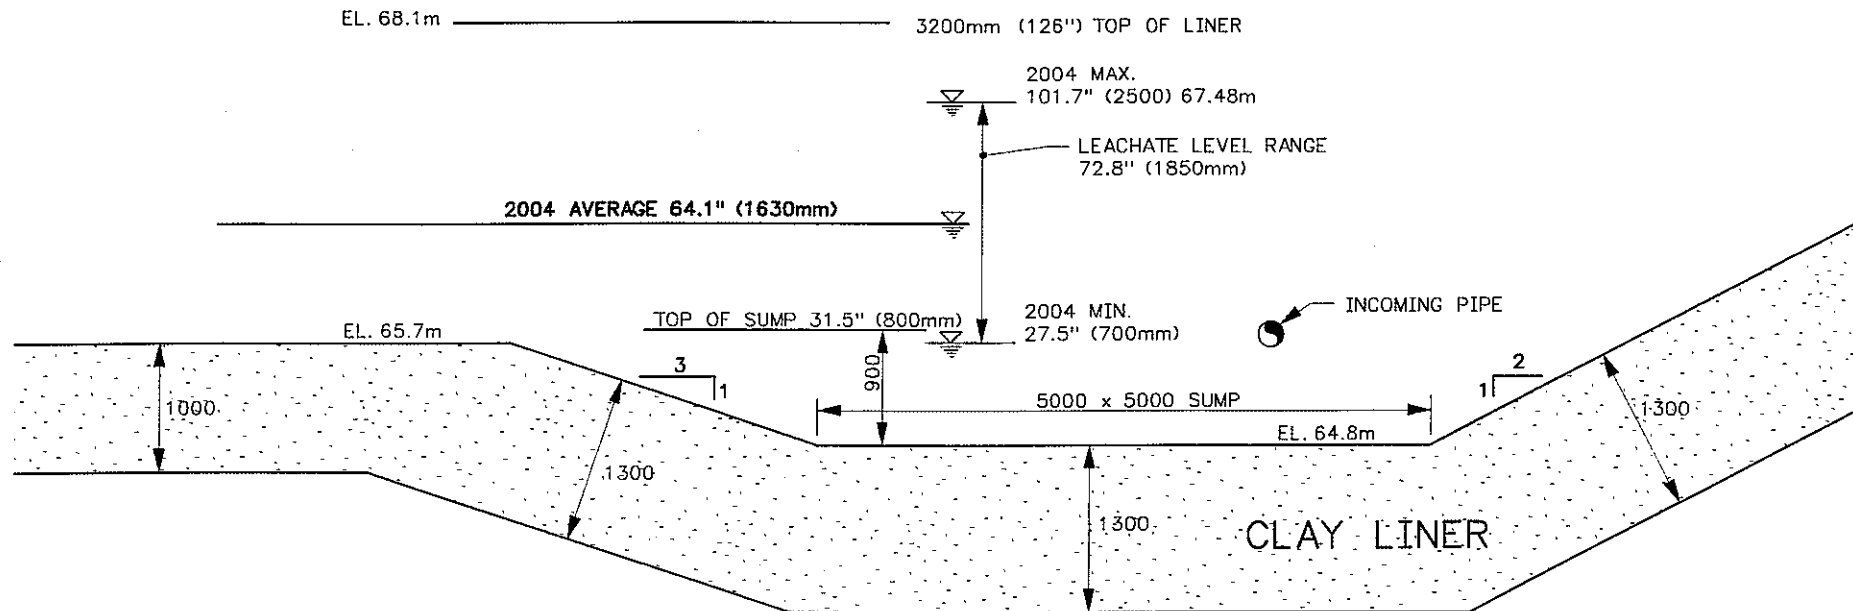 EL. 68.1m
3200mm (126") TOP OF LINER
2004 MAX.
101.7" (2500) 67.48m
LEACHATE LEVEL RANGE
72.8" (1850mm)
2004 AVERAGE 64.1" (1630mm)
2004 MIN.
27.5" (700mm)
INCOMING PIPE
TOP OF SUMP 31.5" (800mm)
EL. 65.7m
900
3
1
2
1
1000
5000 x 5000 SUMP
1300
EL. 64.8m
1300
1300
CLAY LINER